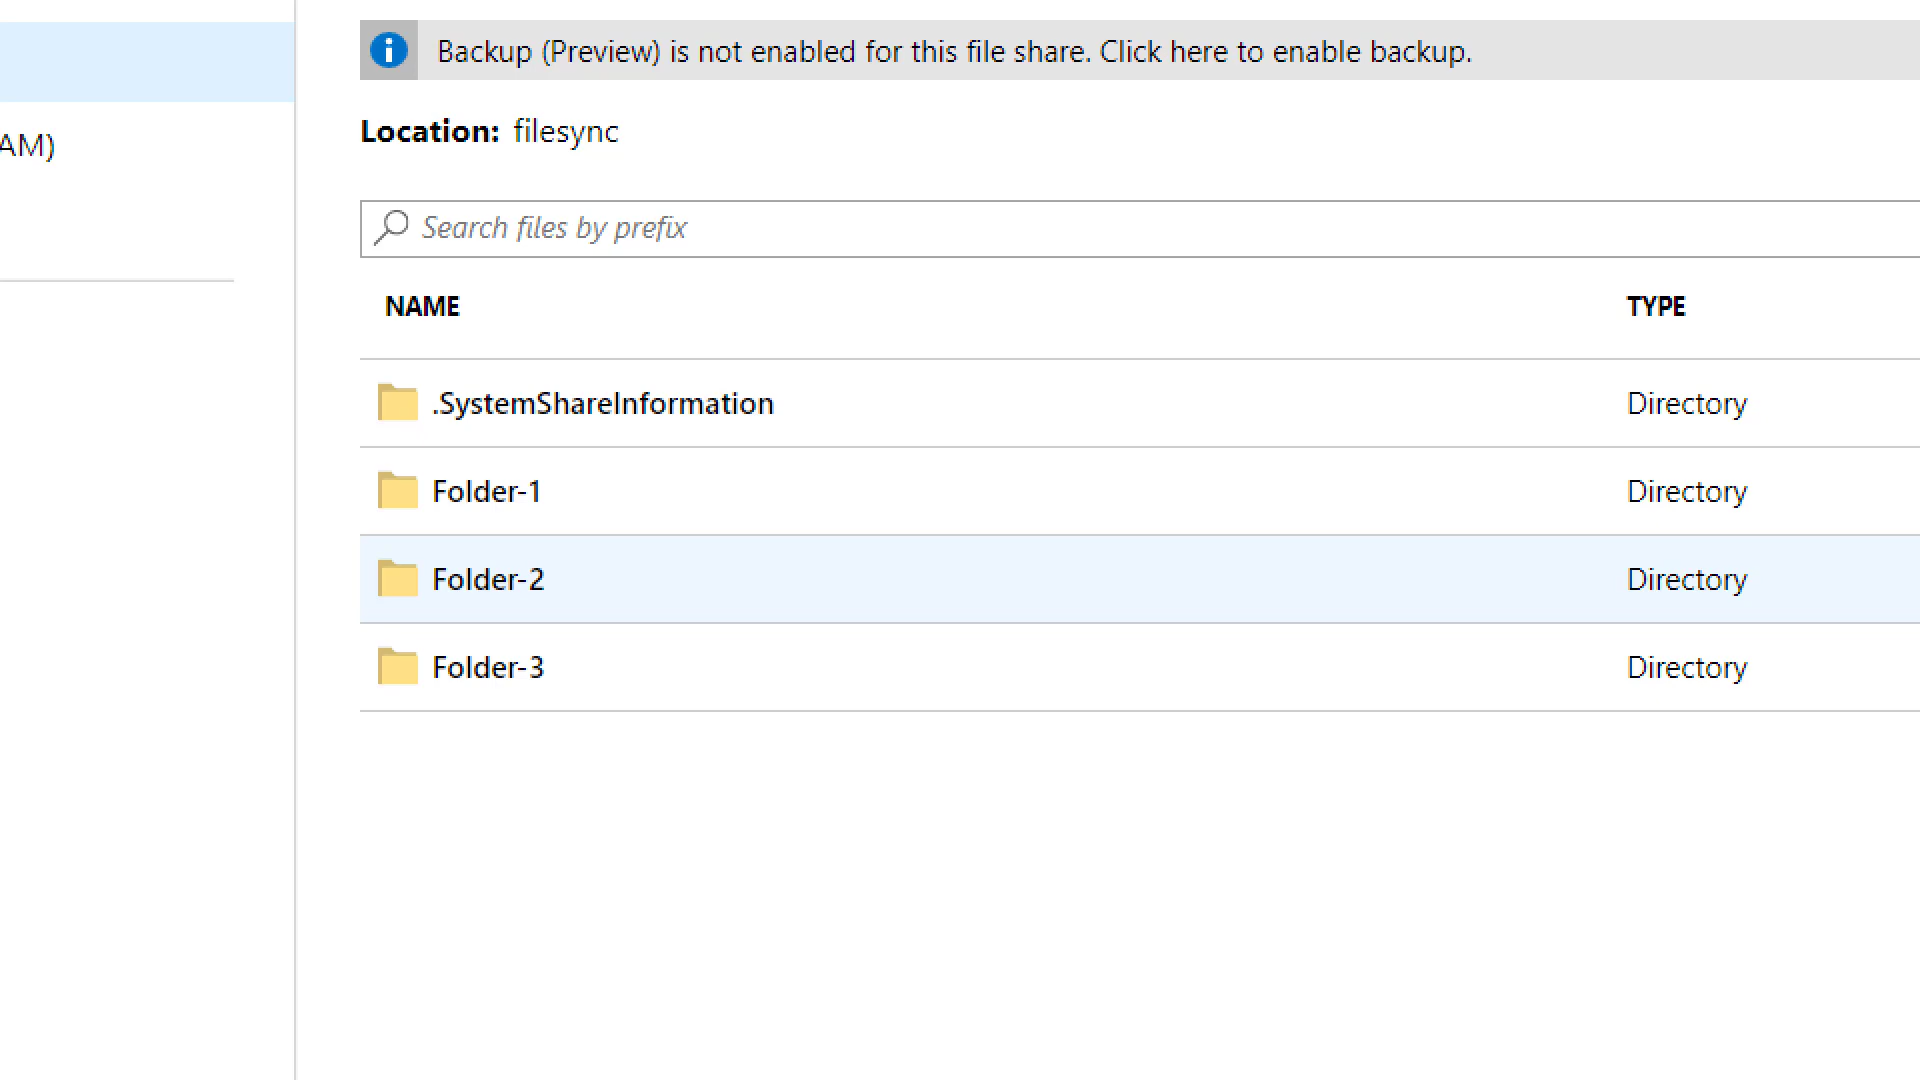 Backup (Preview) is not enabled for this file share. Click here to enable backup.
Location: filesync
AM)
Search files by prefix
NAME TYPE
.SystemShareInformation Directory
Folder-1 Directory
Folder-2 Directory
Folder-3 Directory